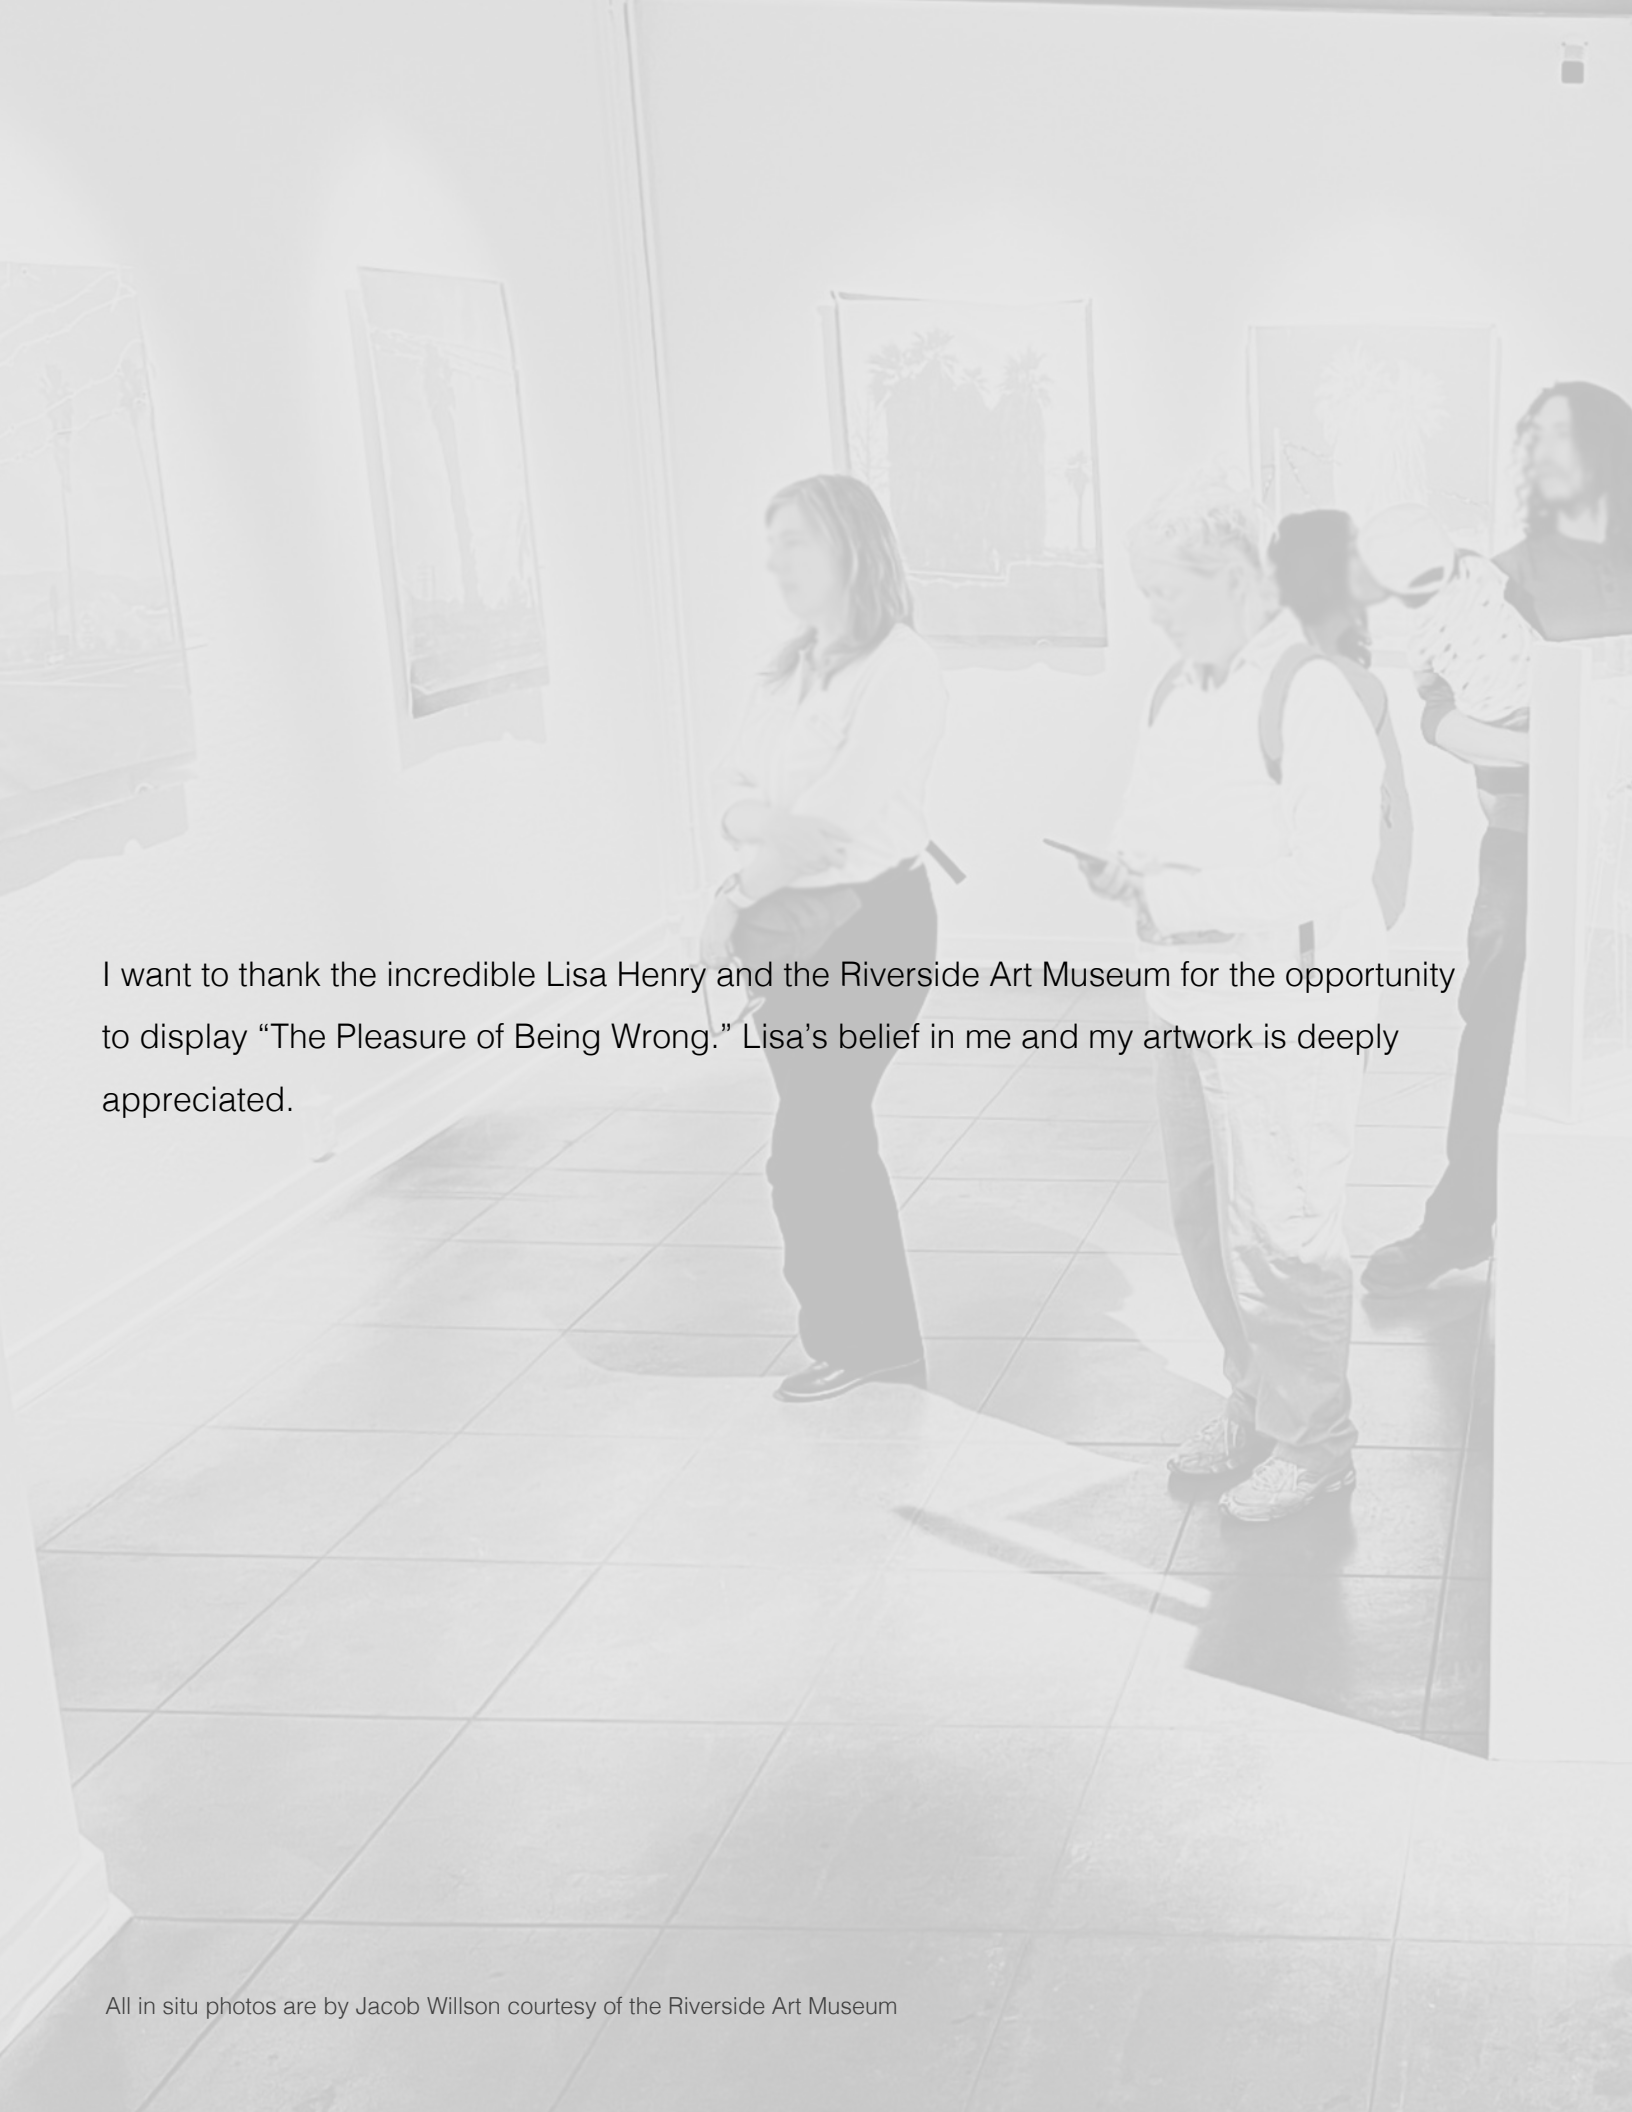 I want to thank the incredible Lisa Henry and the Riverside Art Museum for the opportunity
to display “The Pleasure of Being Wrong.” Lisa’s belief in me and my artwork is deeply
appreciated.
All in situ photos are by Jacob Willson courtesy of the Riverside Art Museum